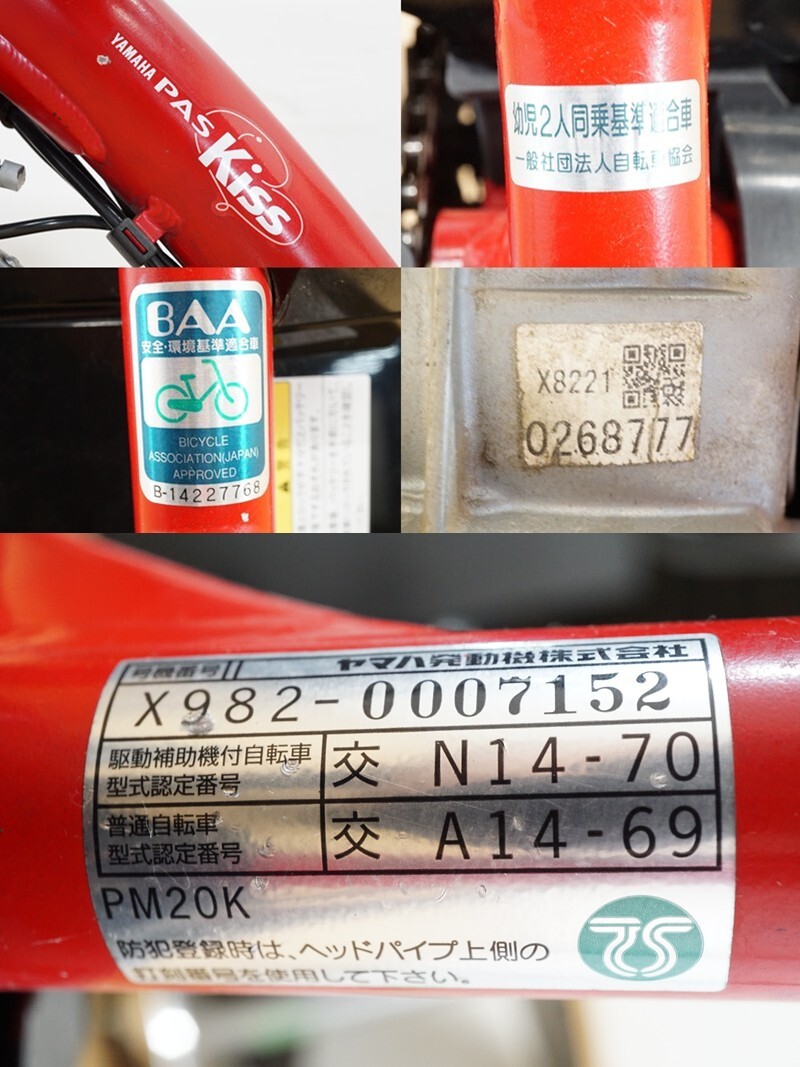 YAMAHA PAS Kiss
幼児2人同乗基準適合車
一般社団法人自転車協会
BAA
安全・環境基準適合車
BICYCLE
ASSOCIATION(JAPAN)
APPROVED
B-14227768
X8221
0268777
号機番号 ヤマハ発動機株式会社
X982-0007152
駆動補助機付自転車
型式認定番号
交 N14-70
普通自転車
型式認定番号
交 A14-69
PM20K
防犯登録時は、ヘッドパイプ上側の
打刻番号を使用して下さい。
TS